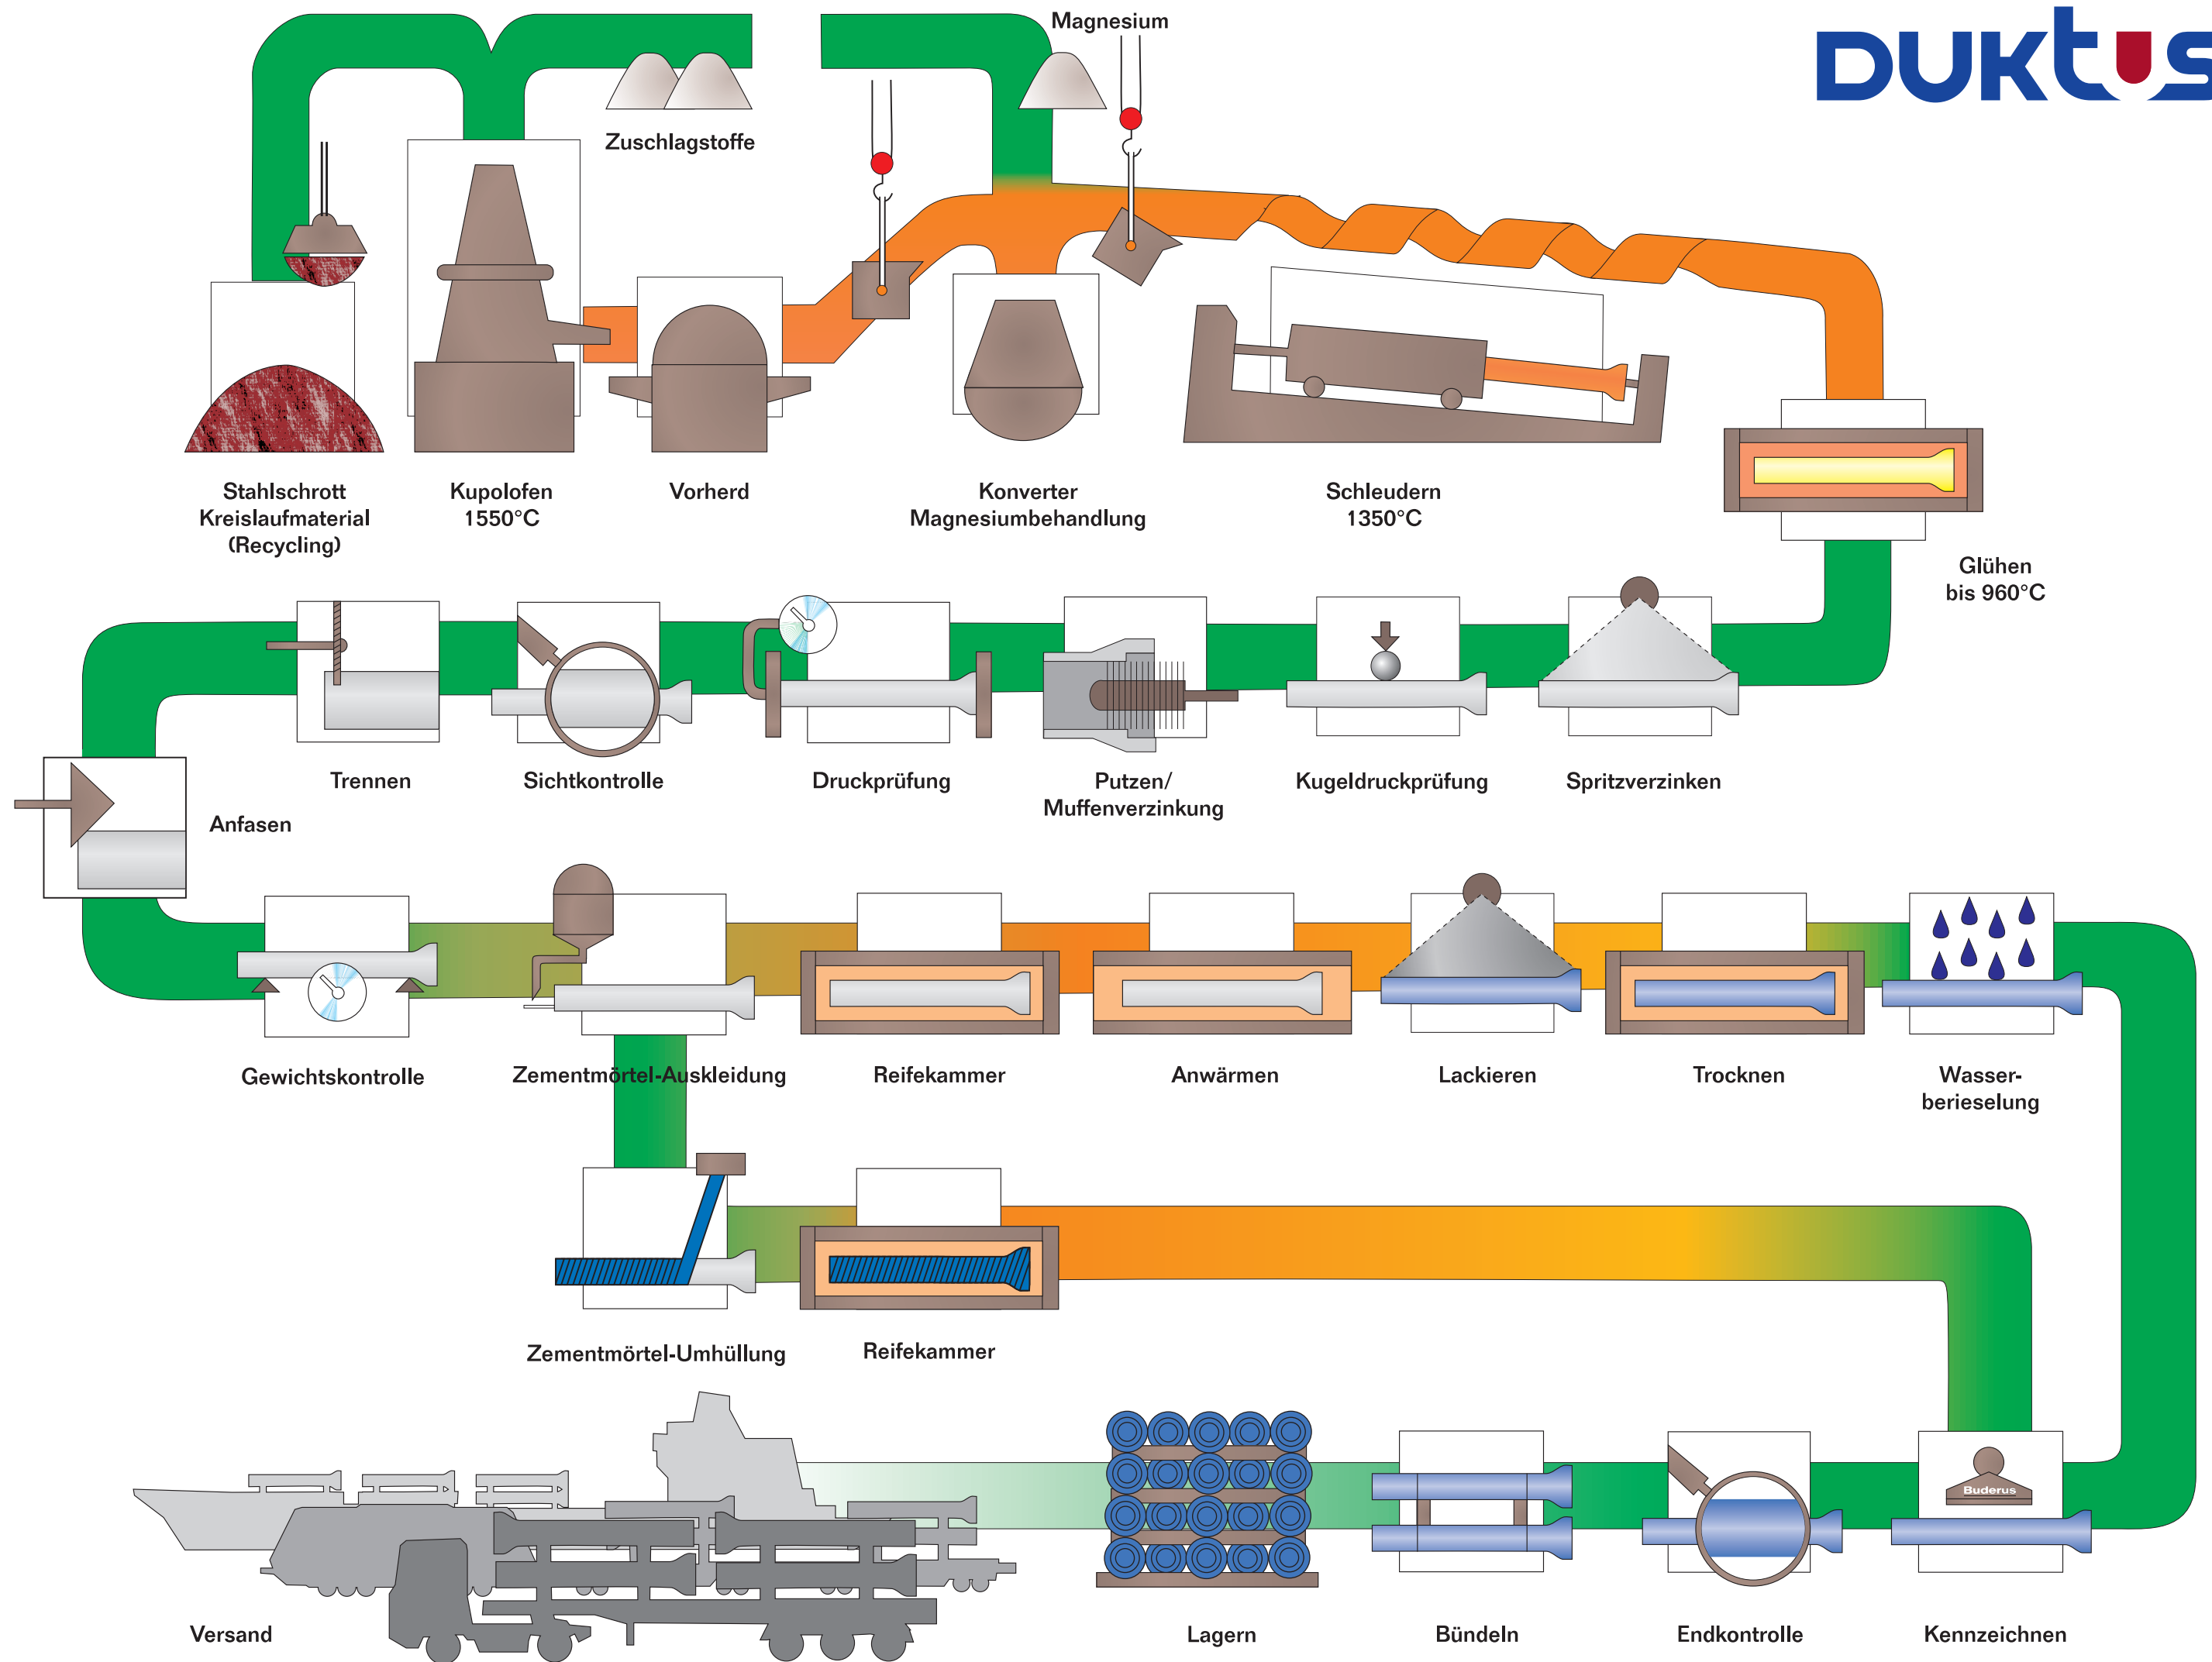 Magnesium
DUKTUS
Zuschlagstoffe
Stahlschrott
Kreislaufmaterial
(Recycling)
Kupolofen
1550°C
Vorherd
Konverter
Magnesiumbehandlung
Schleudern
1350°C
Glühen
bis 960°C
Trennen
Sichtkontrolle
Druckprüfung
Putzen/
Muffenverzinkung
Kugeldruckprüfung
Spritzverzinken
Anfasen
Gewichtskontrolle
Zementmörtel-Auskleidung
Reifekammer
Anwärmen
Lackieren
Trocknen
Wasser-
berieselung
Zementmörtel-Umhüllung
Reifekammer
Buderus
Versand
Lagern
Bündeln
Endkontrolle
Kennzeichnen